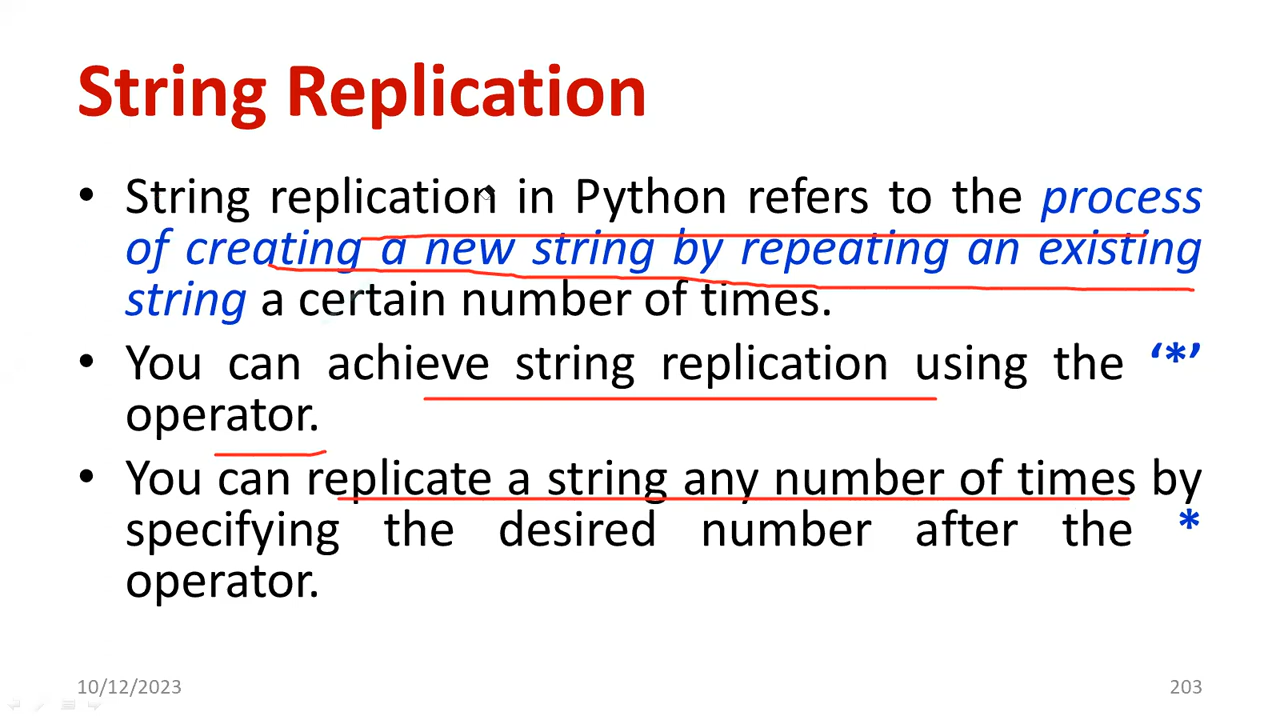 String Replication
• String replication in Python refers to the process
of creating a new string by repeating an existing
string a certain number of times.
• You can achieve string replication using the ‘*’
operator.
• You can replicate a string any number of times by
specifying the desired number after the *
operator.
10/12/2023
203